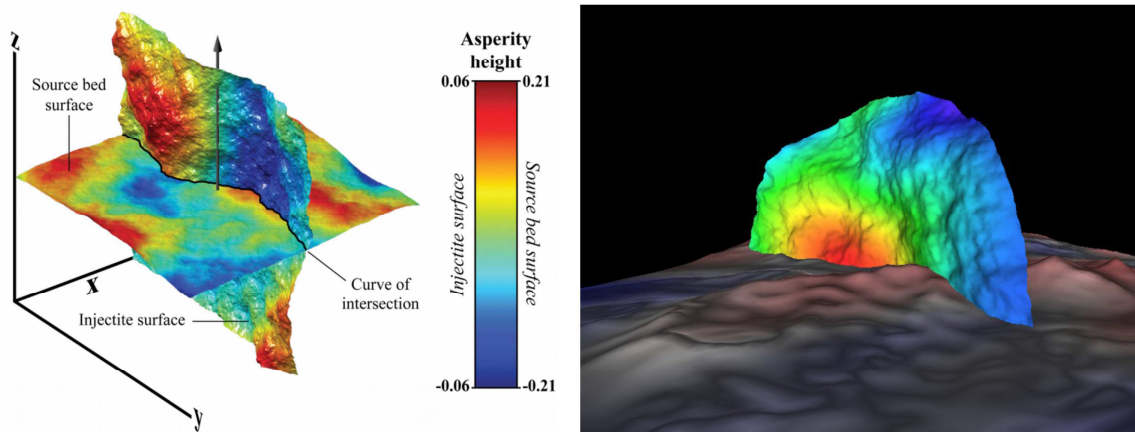 z
Source bed
surface
Asperity
height
0.06
0.21
Injectite surface
Source bed surface
-0.06
-0.21
x
Curve of
intersection
Injectite surface
y